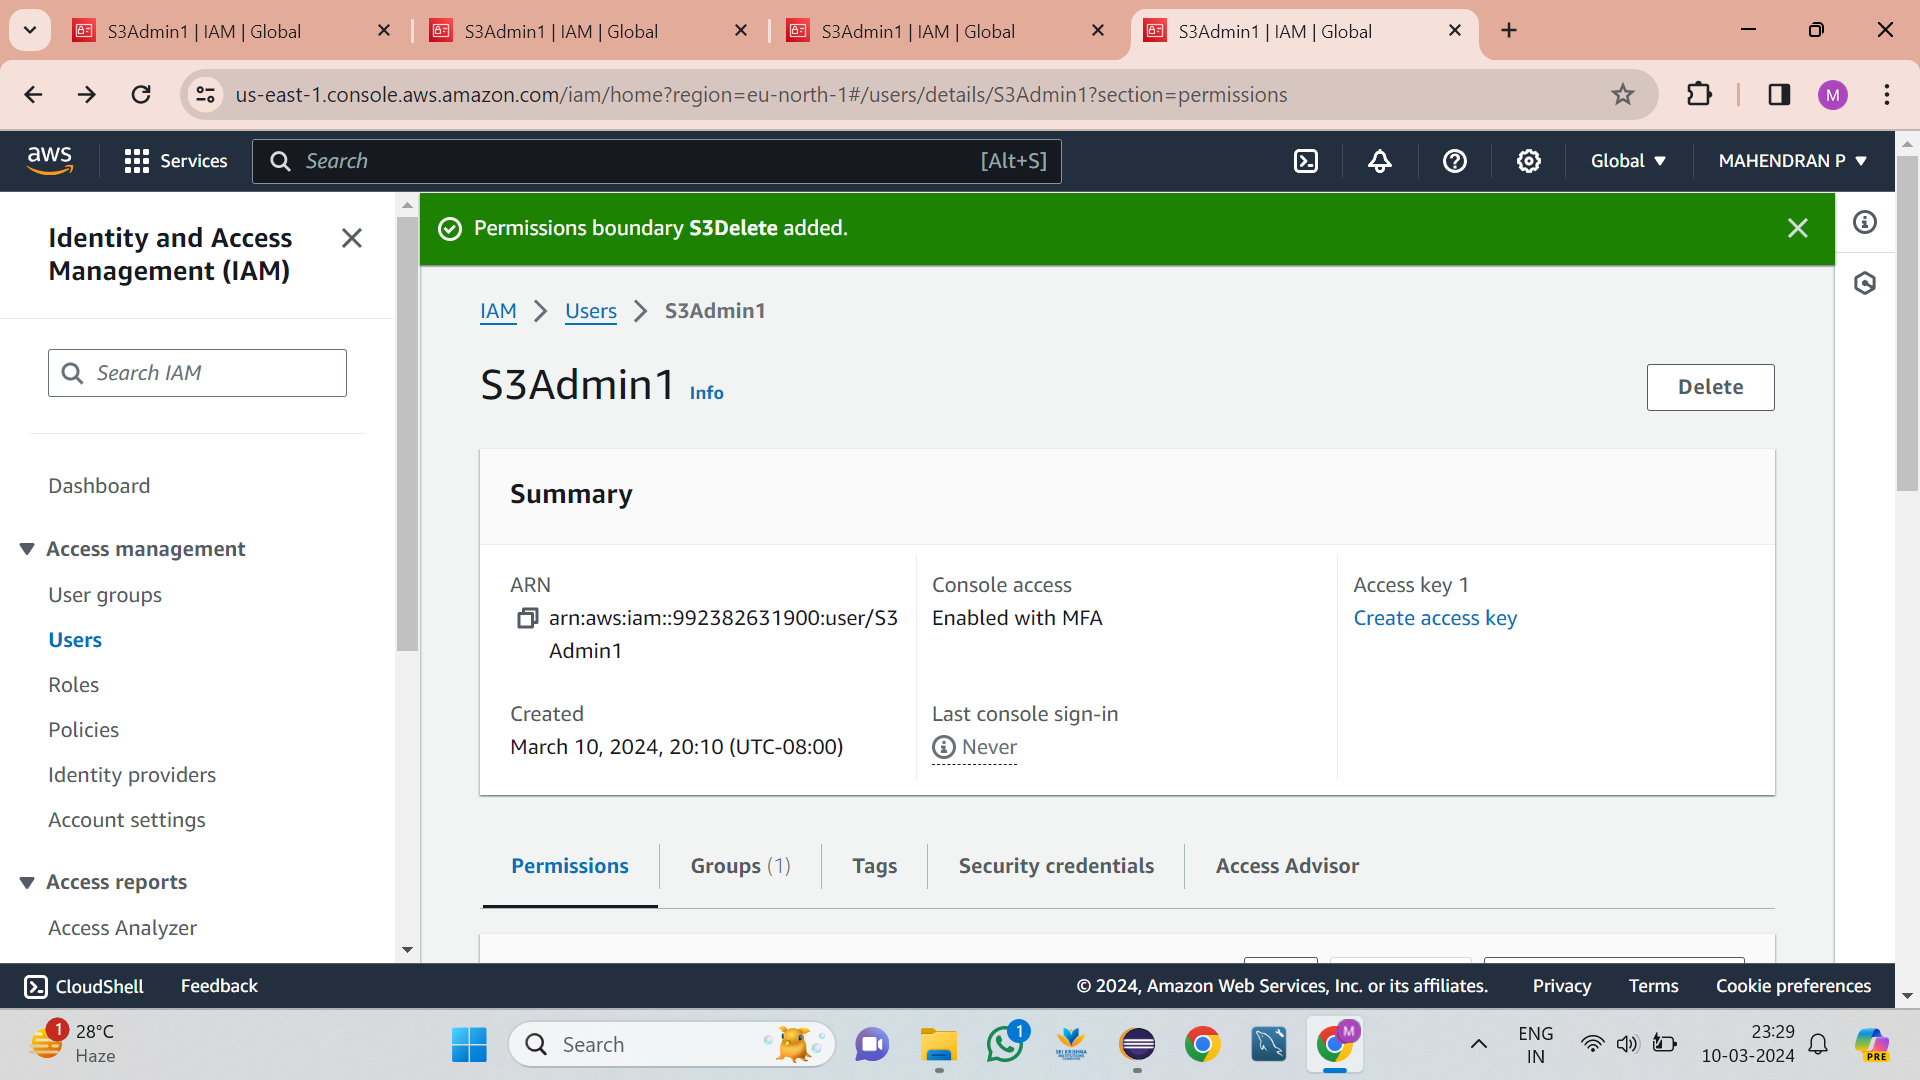 S3Admin1 | IAM | Global
S3Admin1 | IAM | Global
S3Admin1 | IAM | Global
S3Admin1 | IAM | Global
us-east-1.console.aws.amazon.com/iam/home?region=eu-north-1#/users/details/S3Admin1?section=permissions
M
aws
Services
Search
[Alt+S]
Global
MAHENDRAN P
Identity and Access
Management (IAM)
Search IAM
Dashboard
Access management
User groups
Users
Roles
Policies
Identity providers
Account settings
Access reports
Access Analyzer
Permissions boundary S3Delete added.
IAM > Users > S3Admin1
S3Admin1 Info
Delete
Summary
ARN
arn:aws:iam::992382631900:user/S3
Admin1
Console access
Enabled with MFA
Access key 1
Create access key
Created
March 10, 2024, 20:10 (UTC-08:00)
Last console sign-in
Never
Permissions
Groups (1)
Tags
Security credentials
Access Advisor
CloudShell
Feedback
© 2024, Amazon Web Services, Inc. or its affiliates.
Privacy
Terms
Cookie preferences
1
28°C
Haze
Search
1
M
ENG
IN
23:29
10-03-2024
PRE